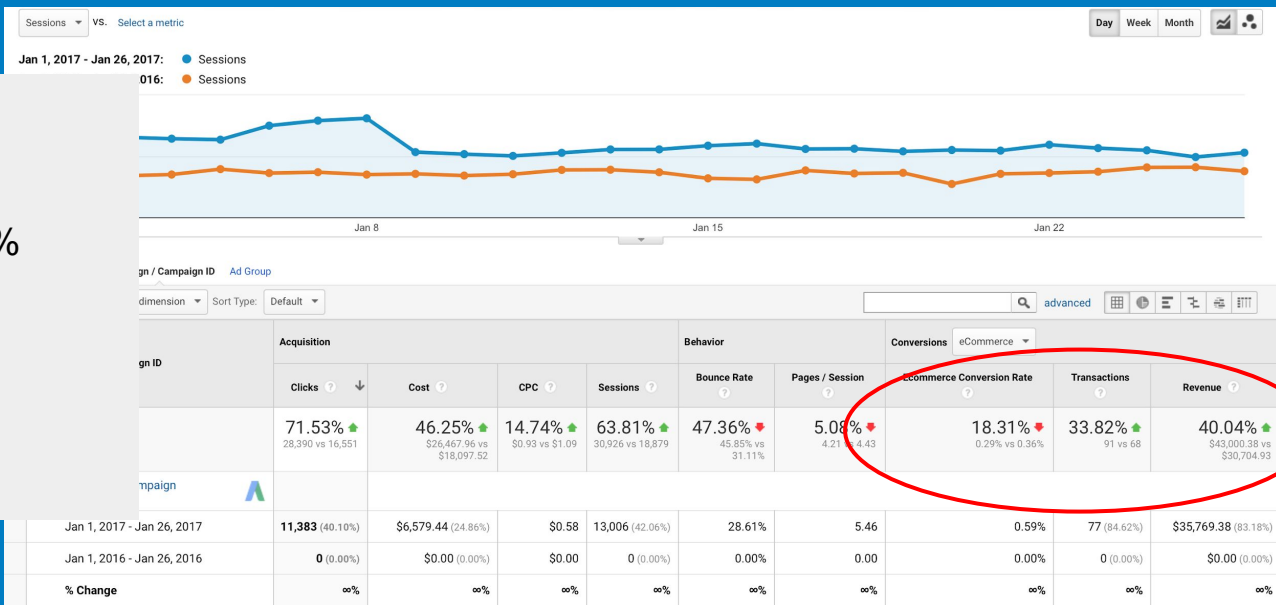 Sessions VS. Select a metric Day Week Month
Jan 1, 2017 - Jan 26, 2017: Sessions
016: Sessions
Jan 8 Jan 15 Jan 22
%
gn / Campaign ID Ad Group
dimension Sort Type: Default advanced
gn ID Acquisition Behavior Conversions eCommerce
Clicks ? Cost ? CPC ? Sessions ? Bounce Rate ? Pages / Session ? Ecommerce Conversion Rate ? Transactions ? Revenue ?
71.53% 46.25% 14.74% 63.81% 47.36% 5.08% 18.31% 33.82% 40.04%
28,390 vs 16,551 $26,467.96 vs $18,097.52 $0.93 vs $1.09 30,926 vs 18,879 45.85% vs 31.11% 4.21 vs 4.43 0.29% vs 0.36% 91 vs 68 $43,000.38 vs $30,704.93
mpaign
Jan 1, 2017 - Jan 26, 2017 11,383 (40.10%) $6,579.44 (24.86%) $0.58 13,006 (42.06%) 28.61% 5.46 0.59% 77 (84.62%) $35,769.38 (83.18%)
Jan 1, 2016 - Jan 26, 2016 0 (0.00%) $0.00 (0.00%) $0.00 0 (0.00%) 0.00% 0.00 0.00% 0 (0.00%) $0.00 (0.00%)
% Change ∞% ∞% ∞% ∞% ∞% ∞% ∞% ∞% ∞%